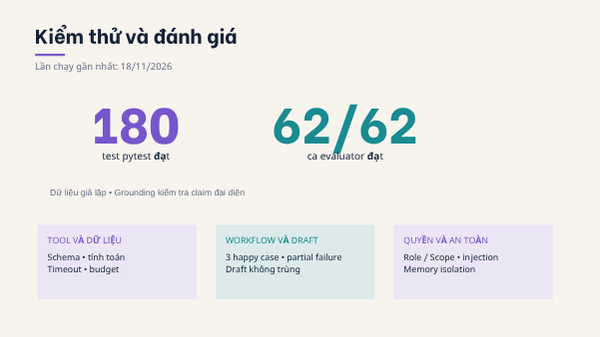 Kiểm thử và đánh giá
Lần chạy gần nhất: 18/11/2026
180
test pytest đạt
62/62
ca evaluator đạt
Dữ liệu giả lập • Grounding kiểm tra claim đại diện
TOOL VÀ DỮ LIỆU
Schema • tính toán
Timeout • budget
WORKFLOW VÀ DRAFT
3 happy case • partial failure
Draft không trùng
QUYỀN VÀ AN TOÀN
Role / Scope • injection
Memory isolation